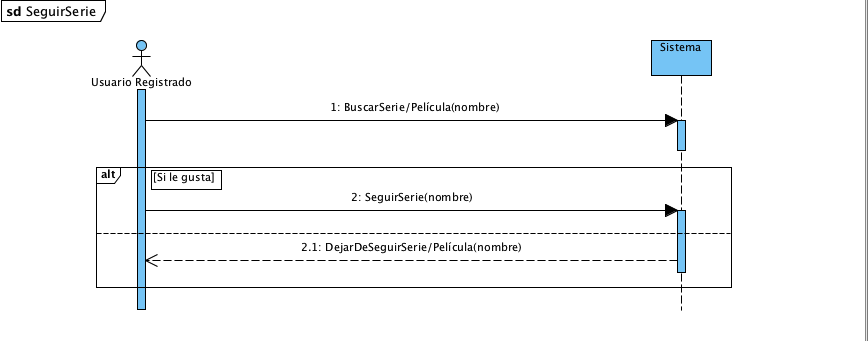 sd SeguirSerie
Sistema
Usuario Registrado
1: BuscarSerie/Película(nombre)
alt
[Si le gusta]
2: SeguirSerie(nombre)
2.1: DejarDeSeguirSerie/Película(nombre)